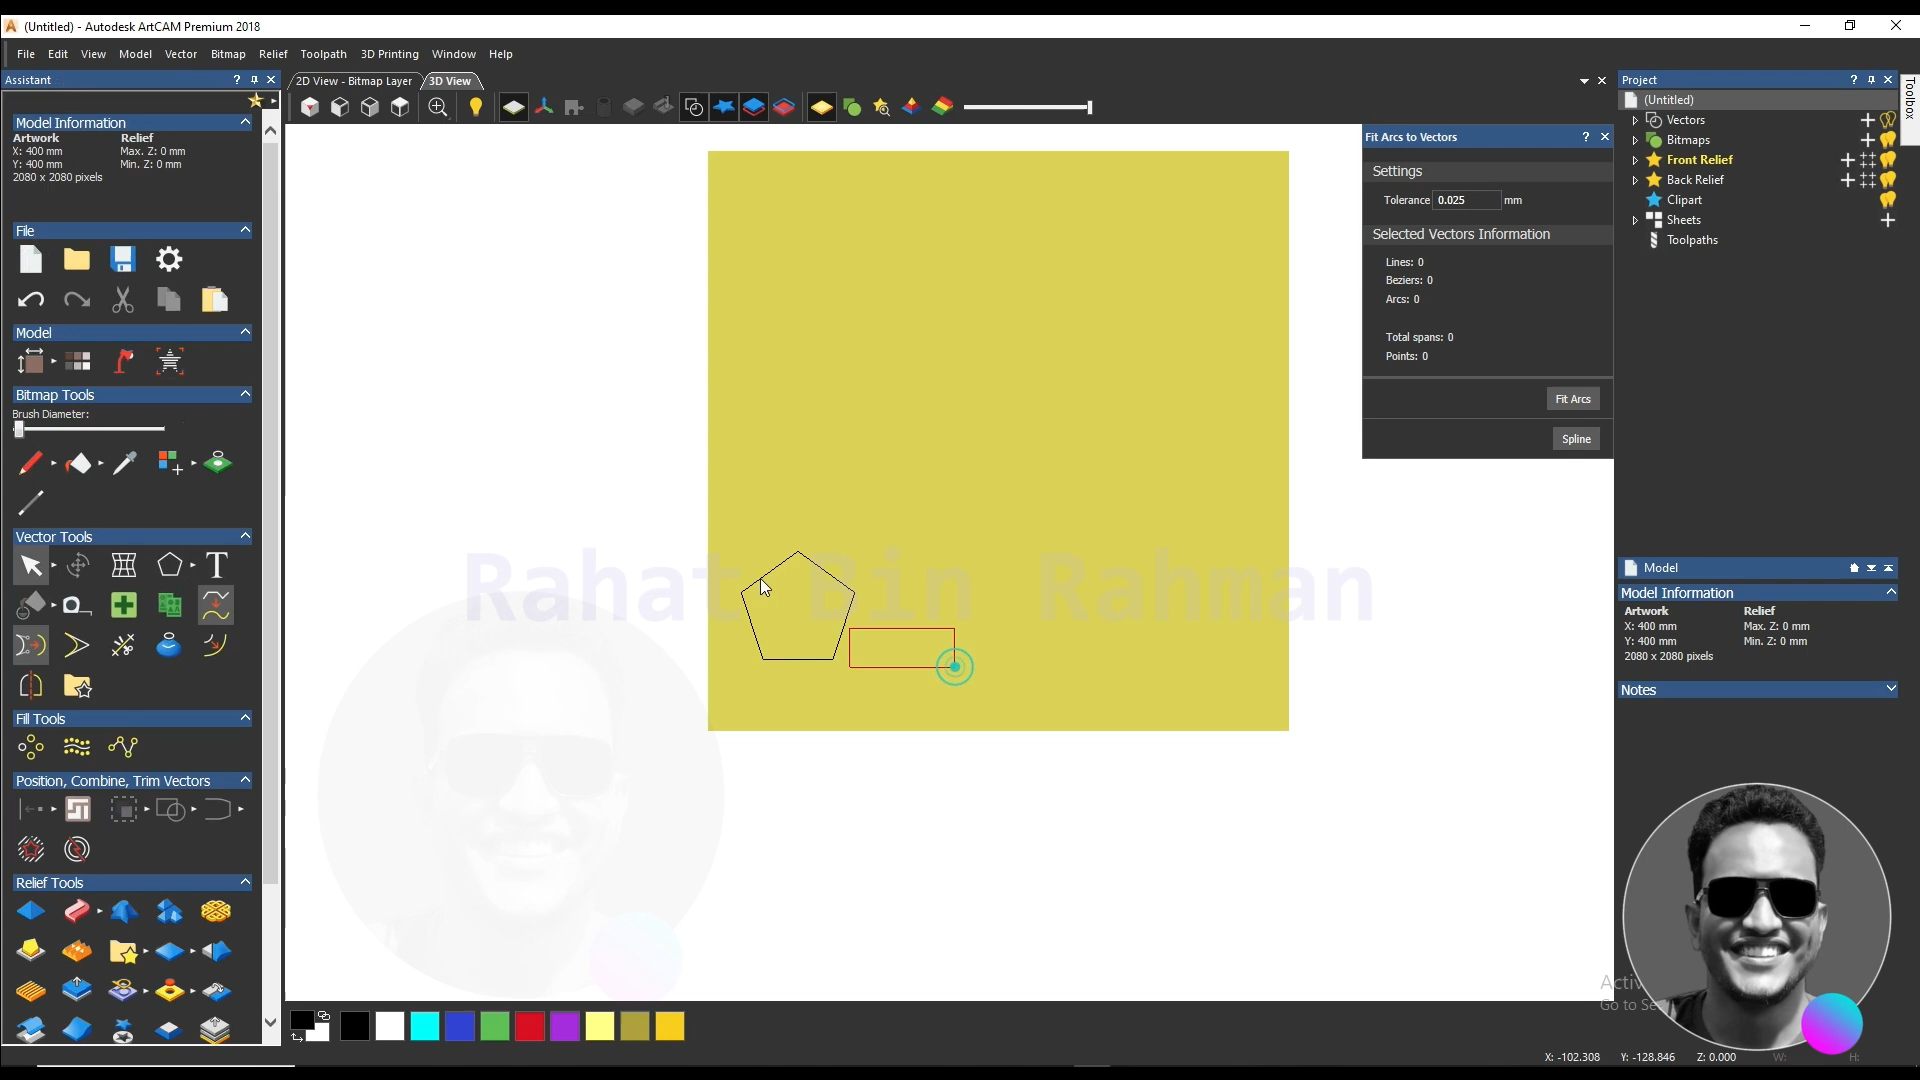 (Untitled) - Autodesk ArtCAM Premium 2018
File Edit View Model Vector Bitmap Relief Toolpath 3D Printing Window Help
Assistant
Model Information
Artwork Relief
X: 400 mm Max. Z: 0 mm
Y: 400 mm Min. Z: 0 mm
2080 x 2080 pixels
File
Model
Bitmap Tools
Brush Diameter:
Vector Tools
Fill Tools
Position, Combine, Trim Vectors
Relief Tools
2D View - Bitmap Layer 3D View
Rahat Bin Rahman
Fit Arcs to Vectors
Settings
Tolerance 0.025 mm
Selected Vectors Information
Lines: 0
Beziers: 0
Arcs: 0
Total spans: 0
Points: 0
Fit Arcs
Spline
Project
(Untitled)
Vectors
Bitmaps
Front Relief
Back Relief
Clipart
Sheets
Toolpaths
Toolbox
Model
Model Information
Artwork Relief
X: 400 mm Max. Z: 0 mm
Y: 400 mm Min. Z: 0 mm
2080 x 2080 pixels
Notes
Go to
X: -102.308 Y: -128.846 Z: 0.000 W: H: